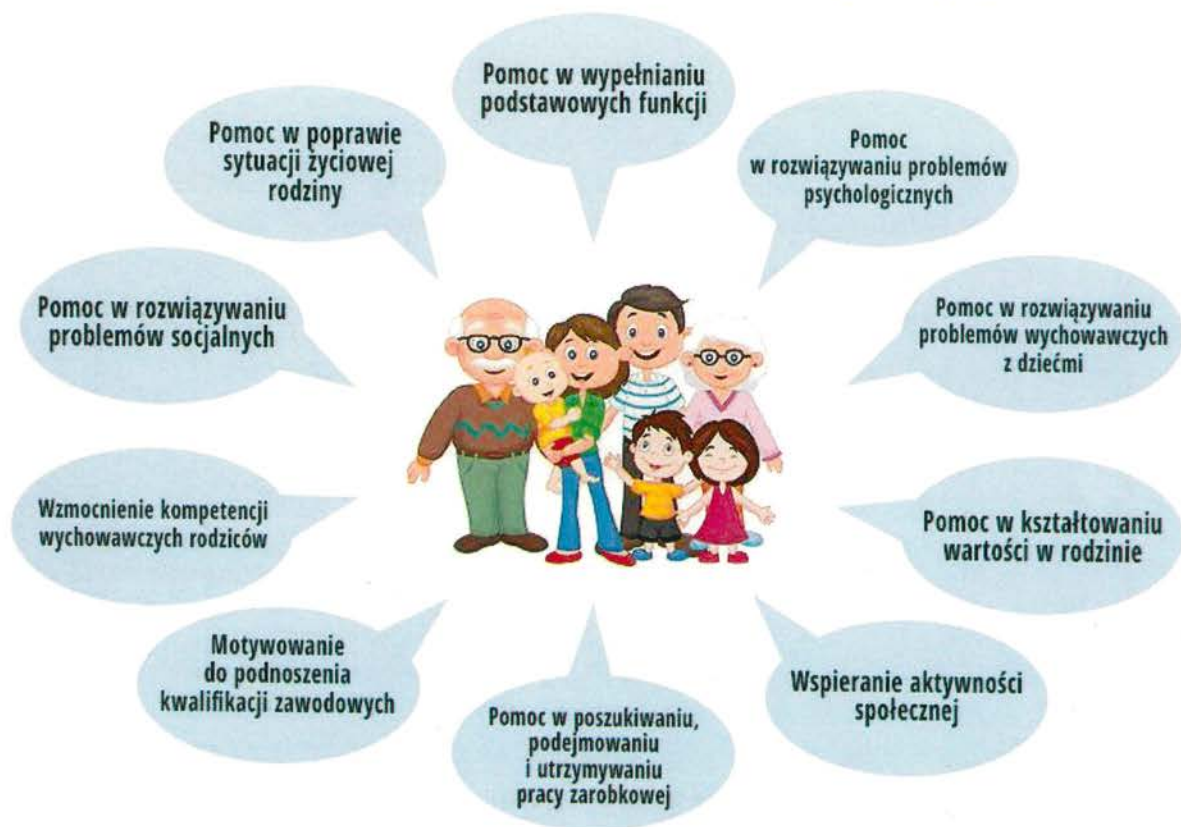 Pomoc w wypełnianiu
podstawowych funkcji
Pomoc
w rozwiązywaniu problemów
psychologicznych
Pomoc w rozwiązywaniu
problemów wychowawczych
z dziećmi
Pomoc w kształtowaniu
wartości w rodzinie
Wspieranie aktywności
społecznej
Pomoc w poszukiwaniu,
podejmowaniu
i utrzymywaniu
pracy zarobkowej
Motywowanie
do podnoszenia
kwalifikacji zawodowych
Wzmocnienie kompetencji
wychowawczych rodziców
Pomoc w rozwiązywaniu
problemów socjalnych
Pomoc w poprawie
sytuacji życiowej
rodziny